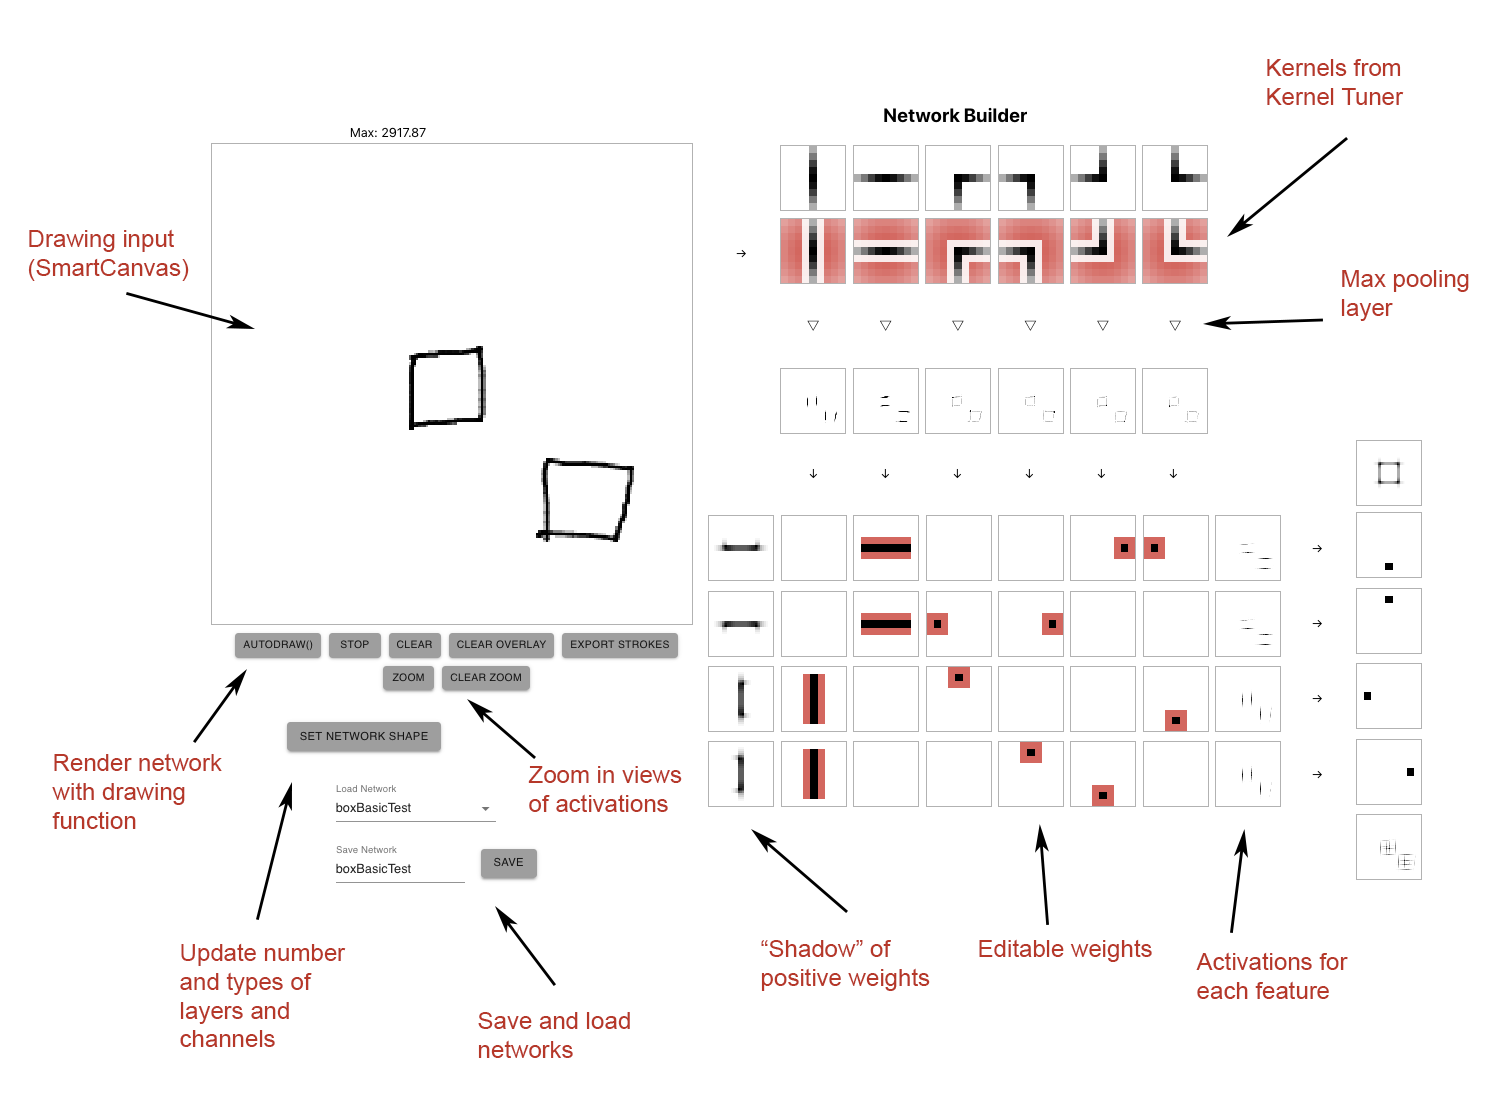 Kernels from
Kernel Tuner
Network Builder
Max: 2917.87
Drawing input
(SmartCanvas)
Max pooling
layer
AUTODRAW()
STOP
CLEAR
CLEAR OVERLAY
EXPORT STROKES
ZOOM
CLEAR ZOOM
SET NETWORK SHAPE
Render network
with drawing
function
Zoom in views
of activations
Load Network
boxBasicTest
Save Network
boxBasicTest
SAVE
Update number
and types of
layers and
channels
Save and load
networks
“Shadow” of
positive weights
Editable weights
Activations for
each feature